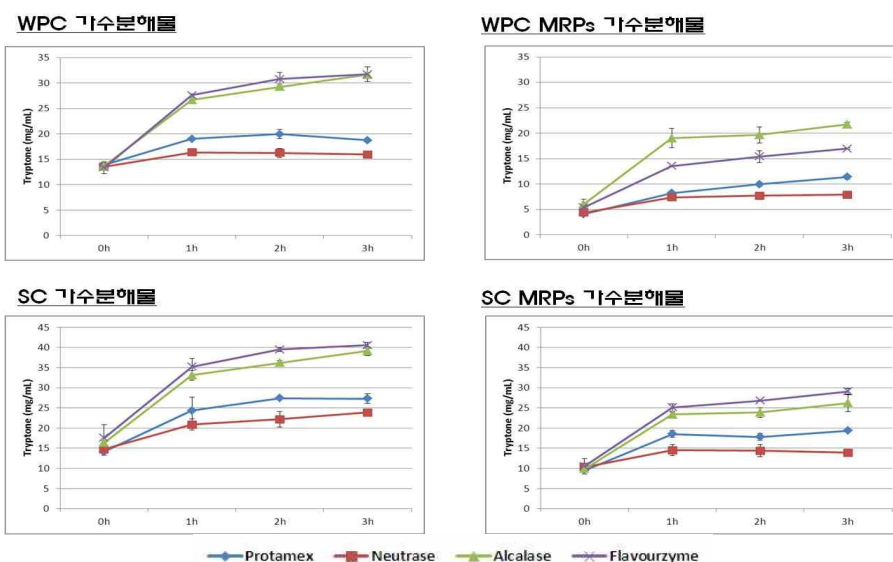 WPC 가수분해물
Tryptone (mg/mL)
35
30
25
20
15
10
5
0
0h 1h 2h 3h
WPC MRPs 가수분해물
Tryptone (mg/mL)
35
30
25
20
15
10
5
0
0h 1h 2h 3h
SC 가수분해물
Tryptone (mg/mL)
45
40
35
30
25
20
15
10
5
0
0h 1h 2h 3h
SC MRPs 가수분해물
Tryptone (mg/mL)
45
40
35
30
25
20
15
10
5
0
0h 1h 2h 3h
Protamex Neutrase Alcalase Flavourzyme